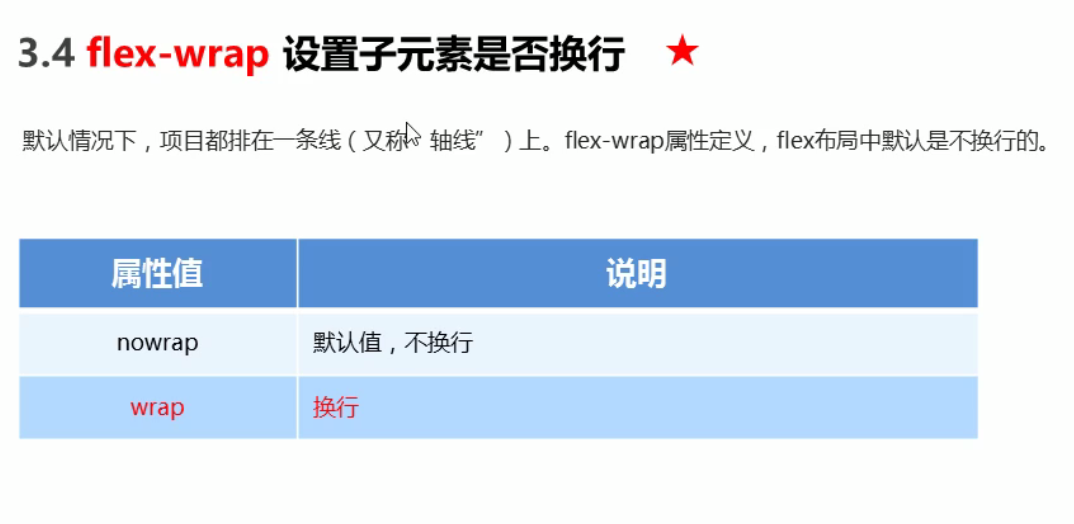 3.4 flex-wrap 设置子元素是否换行 ★
默认情况下，项目都排在一条线（又称 轴线”）上。flex-wrap属性定义，flex布局中默认是不换行的。
属性值 说明
nowrap 默认值，不换行
wrap 换行